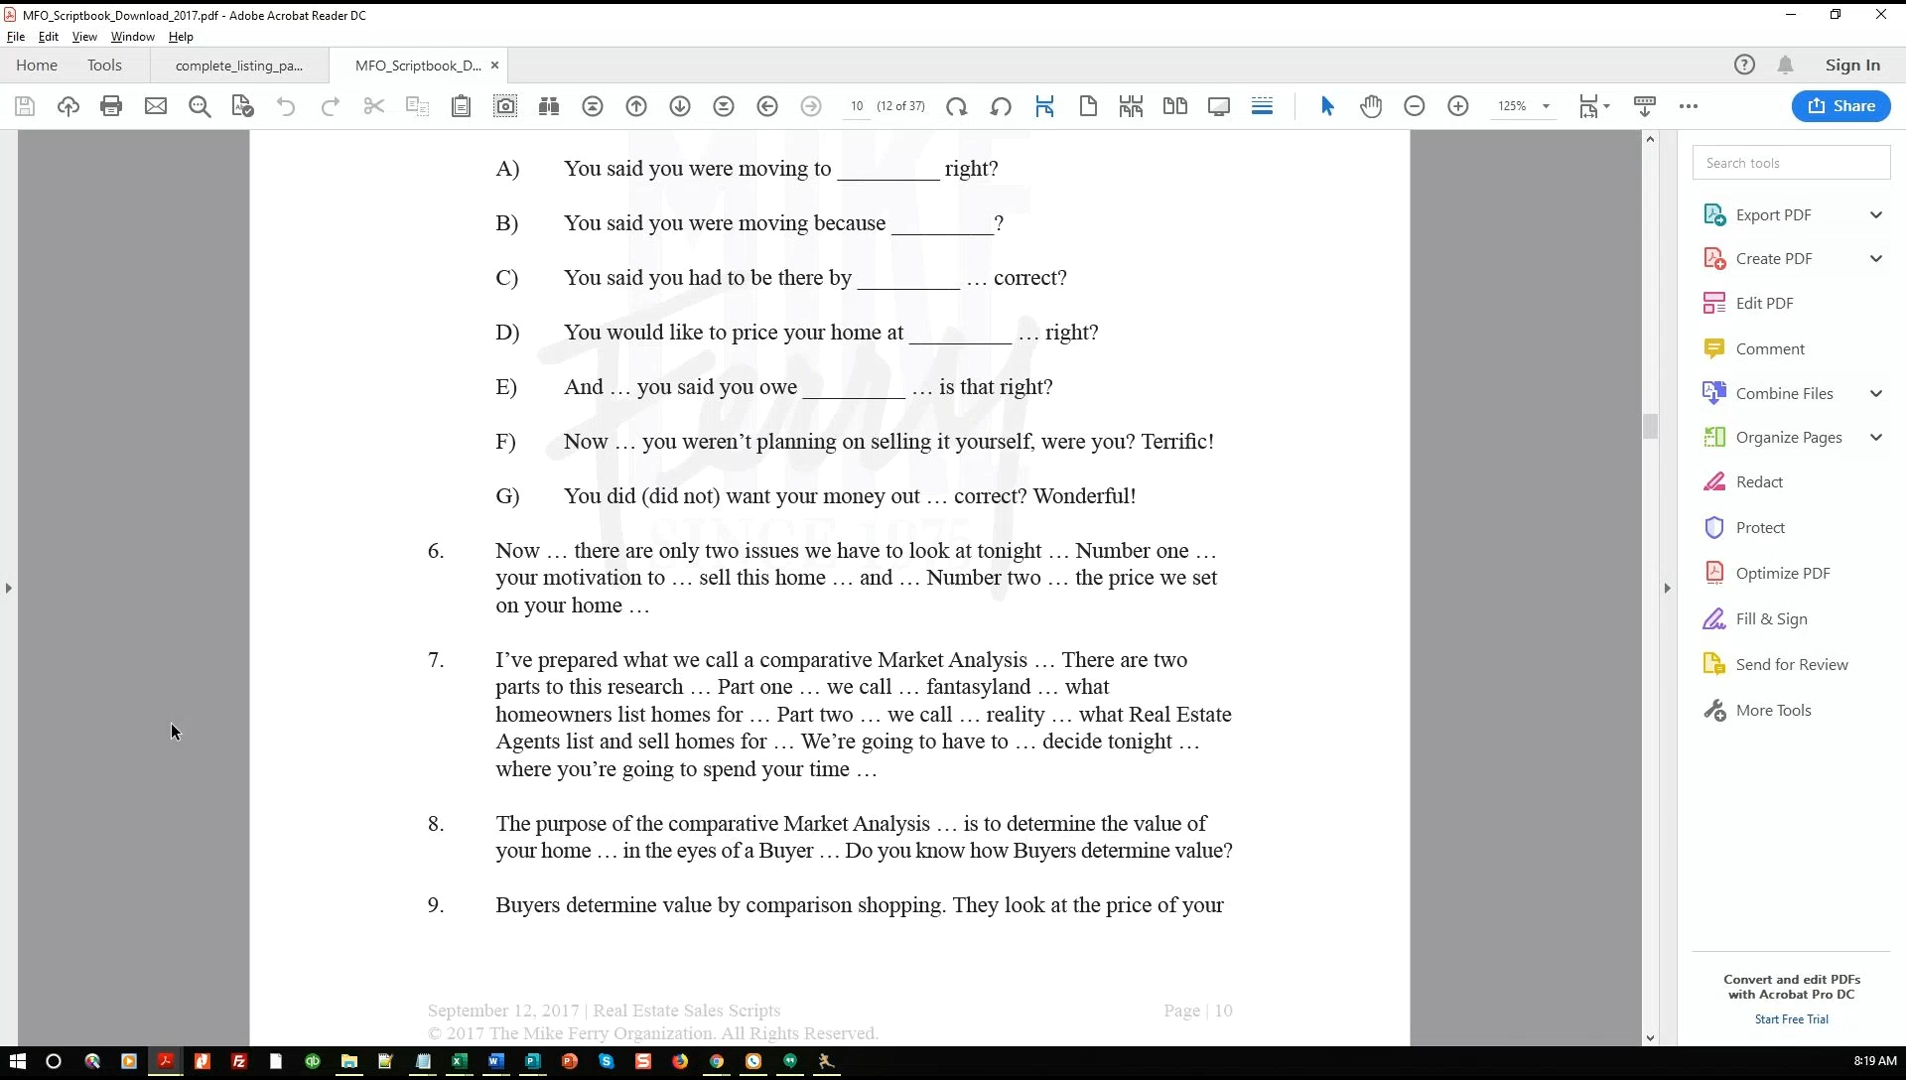 MFO_Scriptbook_Download_2017.pdf - Adobe Acrobat Reader DC
File Edit View Window Help
Home Tools complete_listing_pa... MFO_Scriptbook_D... × Sign In
10 (12 of 37) 125% Share
MIKE
Ferry
SINCE 1975
A) You said you were moving to _________ right?
B) You said you were moving because _________?
C) You said you had to be there by _________ … correct?
D) You would like to price your home at _________ … right?
E) And … you said you owe _________ … is that right?
F) Now … you weren’t planning on selling it yourself, were you? Terrific!
G) You did (did not) want your money out … correct? Wonderful!
6. Now … there are only two issues we have to look at tonight … Number one …
your motivation to … sell this home … and … Number two … the price we set
on your home …
7. I’ve prepared what we call a comparative Market Analysis … There are two
parts to this research … Part one … we call … fantasyland … what
homeowners list homes for … Part two … we call … reality … what Real Estate
Agents list and sell homes for … We’re going to have to … decide tonight …
where you’re going to spend your time …
8. The purpose of the comparative Market Analysis … is to determine the value of
your home … in the eyes of a Buyer … Do you know how Buyers determine value?
9. Buyers determine value by comparison shopping. They look at the price of your
September 12, 2017 | Real Estate Sales Scripts Page | 10
© 2017 The Mike Ferry Organization. All Rights Reserved.
Search tools
Export PDF
Create PDF
Edit PDF
Comment
Combine Files
Organize Pages
Redact
Protect
Optimize PDF
Fill & Sign
Send for Review
More Tools
Convert and edit PDFs
with Acrobat Pro DC
Start Free Trial
8:19 AM